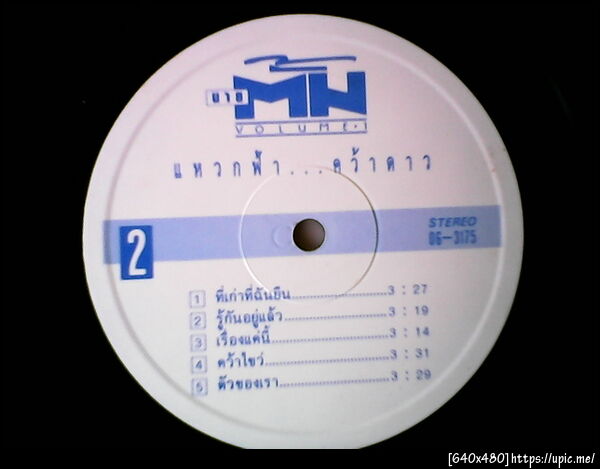 นาย MW
VOLUME·1
แหวกฟ้า...คว้าดาว
2
STEREO
06-3175
1 ที่เก่าที่ฉันยืน 3 : 27
2 รู้กันอยู่แล้ว 3 : 19
3 เรื่องแค่นี้ 3 : 14
4 คว้าไขว่ 3 : 31
5 ตัวของเรา 3 : 29
[640x480]https://upic.me/